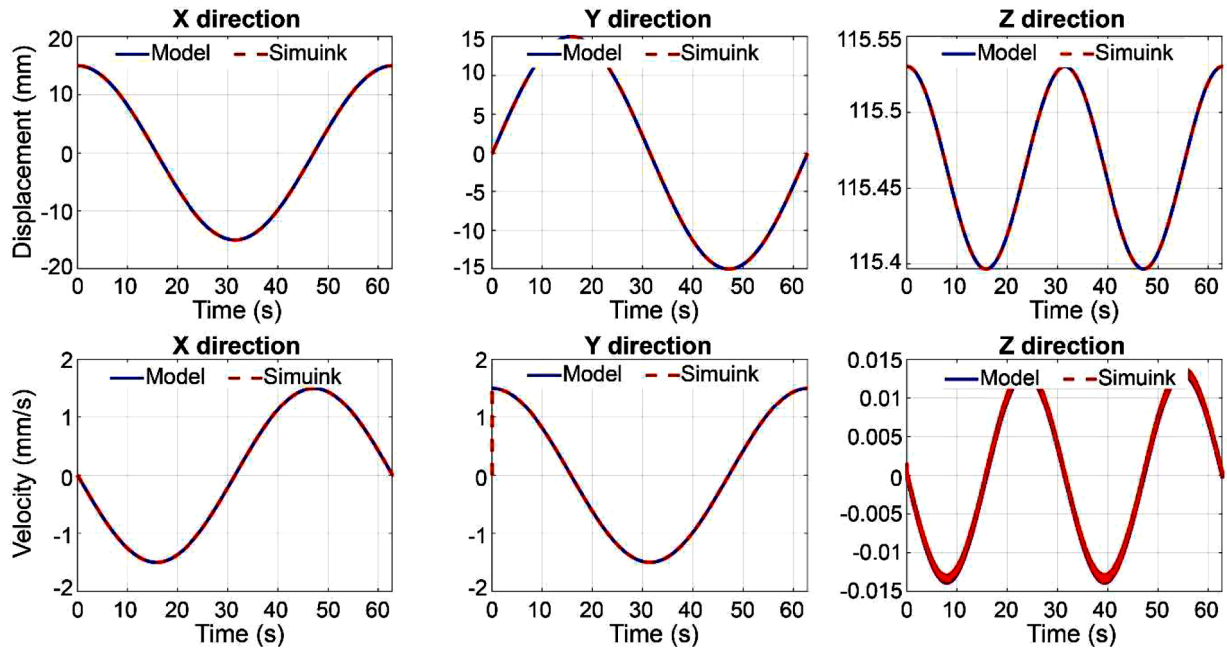 X direction
Model Simuink
Displacement (mm)
20
10
0
-10
-20
0 10 20 30 40 50 60
Time (s)
Y direction
Model Simuink
15
10
5
0
-5
-10
-15
0 10 20 30 40 50 60
Time (s)
Z direction
Model Simuink
115.55
115.5
115.45
115.4
0 10 20 30 40 50 60
Time (s)
X direction
Model Simuink
Velocity (mm/s)
2
1
0
-1
-2
0 10 20 30 40 50 60
Time (s)
Y direction
Model Simuink
2
1
0
-1
-2
0 10 20 30 40 50 60
Time (s)
Z direction
Model Simuink
0.015
0.01
0.005
0
-0.005
-0.01
-0.015
0 10 20 30 40 50 60
Time (s)